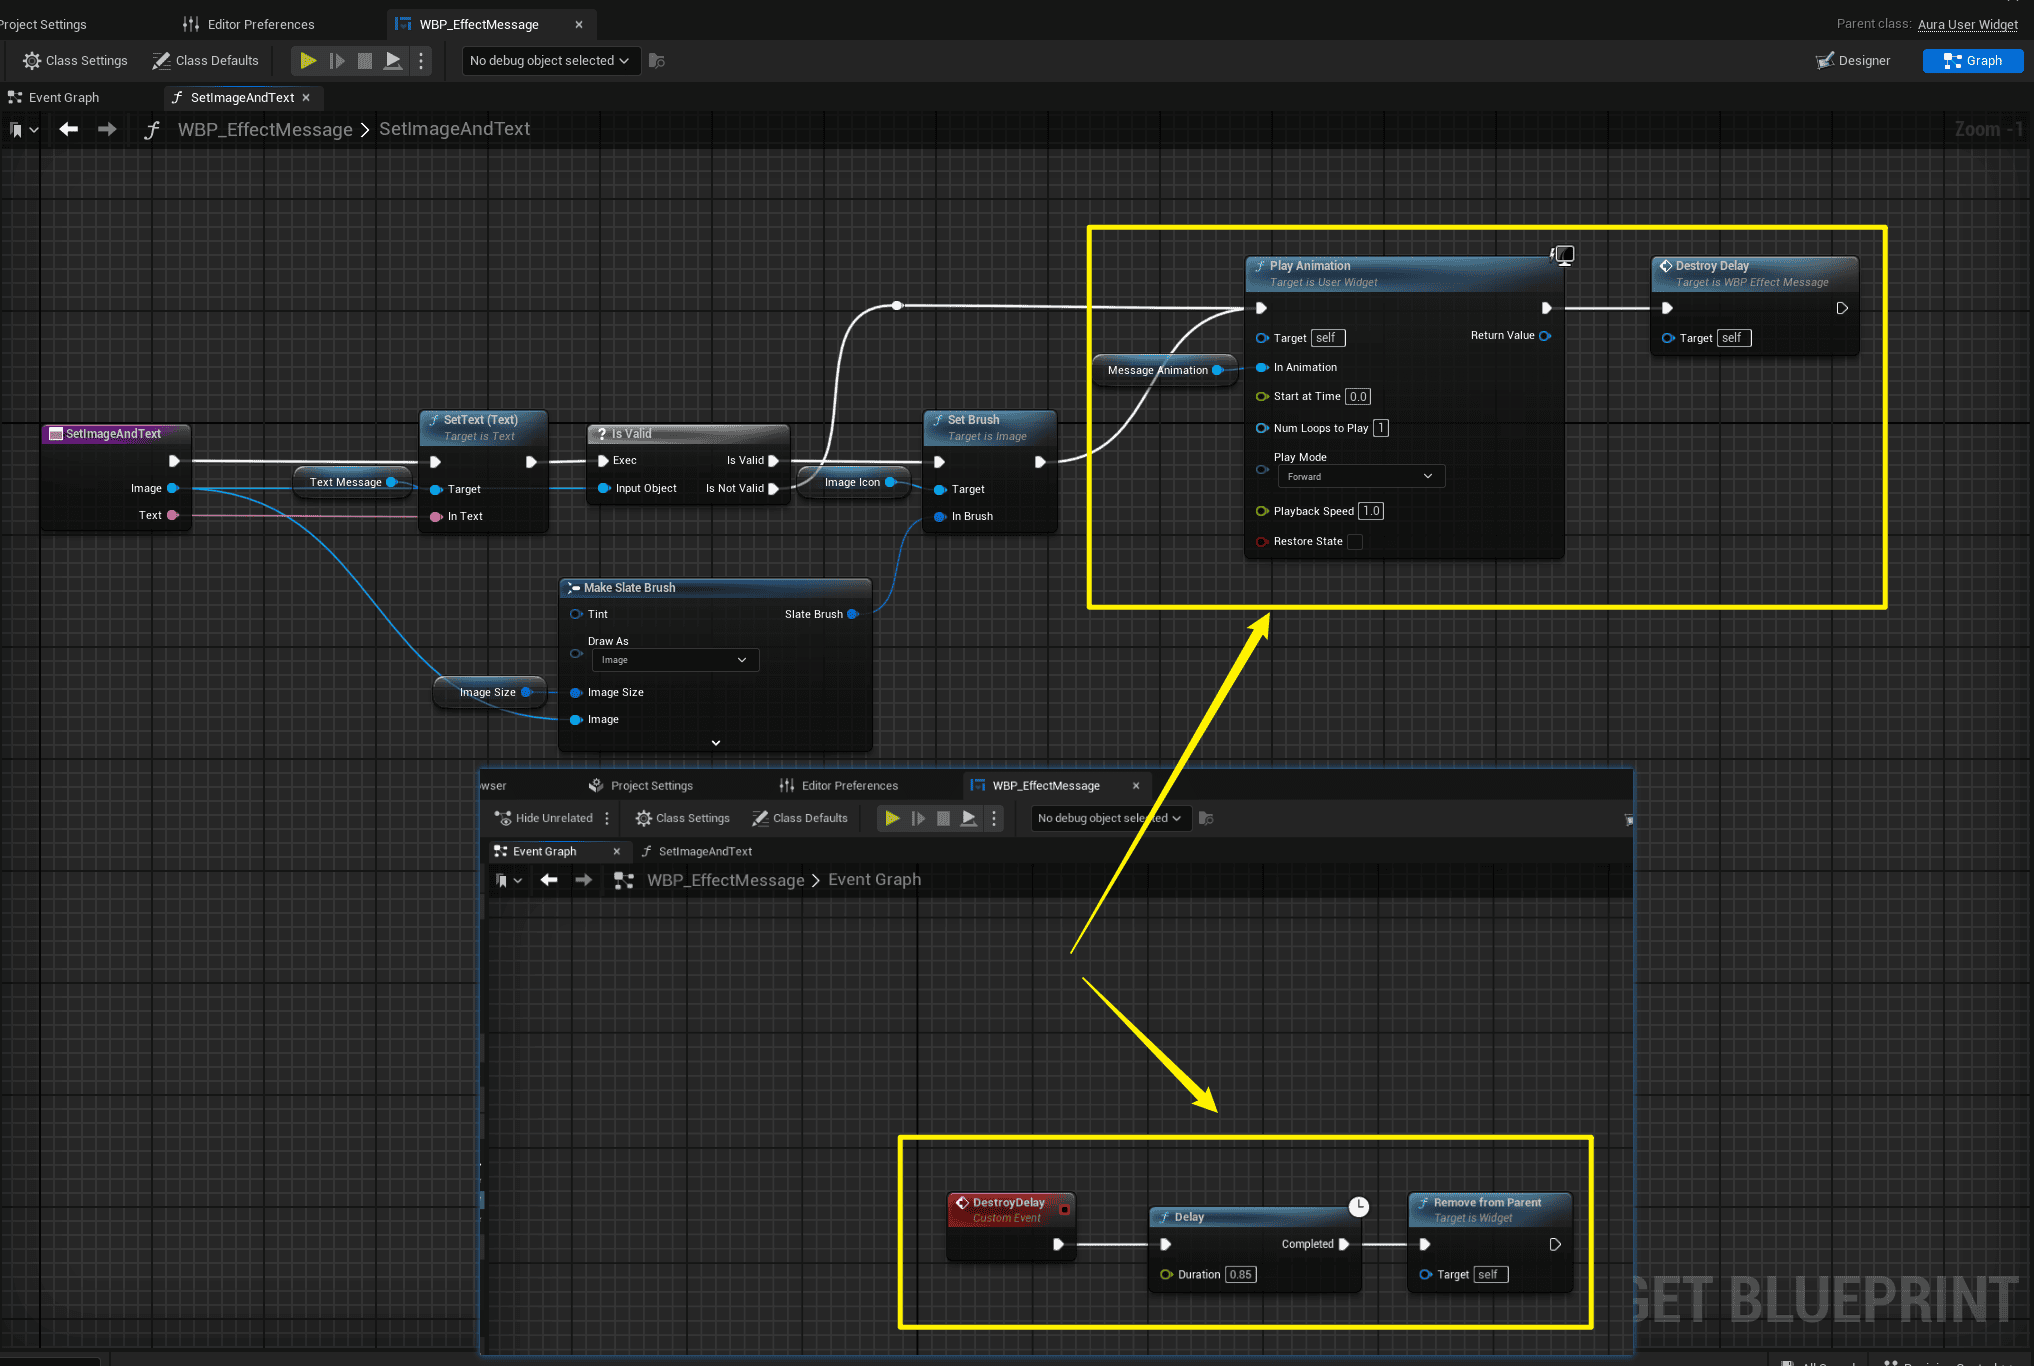 Project Settings
Editor Preferences
WBP_EffectMessage
Parent class: Aura User Widget
Class Settings
Class Defaults
No debug object selected
Designer
Graph
Event Graph
SetImageAndText
WBP_EffectMessage > SetImageAndText
Zoom -1
SetImageAndText
Image
Text
Text Message
SetText (Text)
Target is Text
Target
In Text
Is Valid
Exec
Is Valid
Input Object
Is Not Valid
Image Icon
Set Brush
Target is Image
Target
In Brush
Message Animation
Play Animation
Target is User Widget
Target self
Return Value
In Animation
Start at Time 0.0
Num Loops to Play 1
Play Mode
Forward
Playback Speed 1.0
Restore State
Destroy Delay
Target is WBP Effect Message
Target self
Make Slate Brush
Tint
Slate Brush
Draw As
Image
Image Size
Image Size
Image
wser
Project Settings
Editor Preferences
WBP_EffectMessage
Hide Unrelated
Class Settings
Class Defaults
No debug object selected
Event Graph
SetImageAndText
WBP_EffectMessage > Event Graph
DestroyDelay
Custom Event
Delay
Completed
Duration 0.85
Remove from Parent
Target is Widget
Target self
GET BLUEPRINT